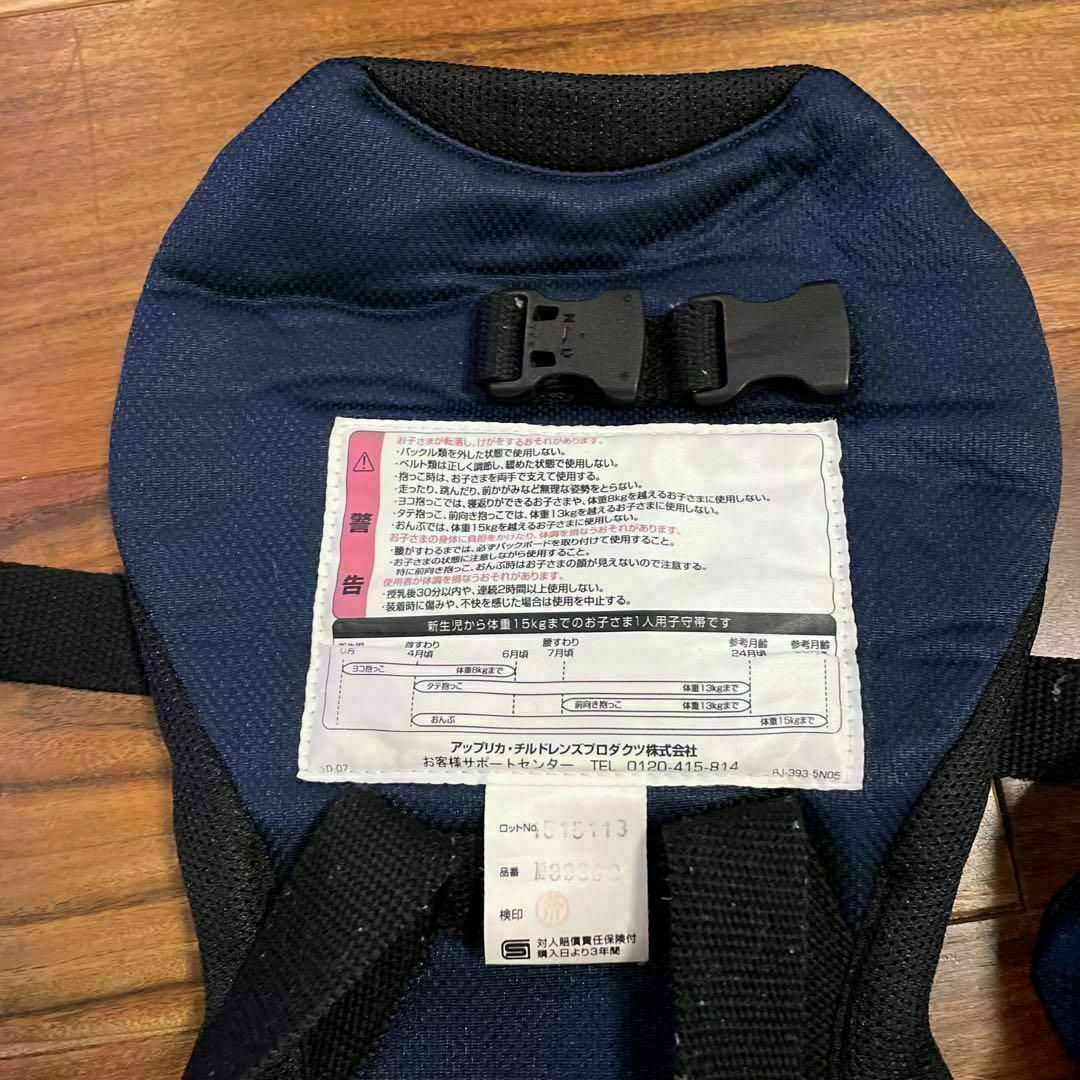 警告
お子さまが転落し、けがをするおそれがあります。
・バックル類を外した状態で使用しない。
・ベルト類は正しく調節し、緩めた状態で使用しない。
・抱っこ時は、お子さまを両手で支えて使用する。
・走ったり、跳んだり、前かがみなど無理な姿勢をとらない。
・ヨコ抱っこでは、寝返りができるお子さまや、体重8kgを越えるお子さまに使用しない。
・タテ抱っこ、前向き抱っこでは、体重13kgを越えるお子さまに使用しない。
・おんぶでは、体重15kgを越えるお子さまに使用しない。
お子さまの身体に負担をかけたり、体調を損なうおそれがあります。
・腰がすわるまでは、必ずバックボードを取り付けて使用すること。
・お子さまの状態に注意しながら使用すること。
特に前向き抱っこ、おんぶ時はお子さまの顔が見えないので注意する。
使用者が体調を損なうおそれがあります。
・授乳後30分以内や、連続2時間以上使用しない。
・装着時に傷みや、不快を感じた場合は使用を中止する。
新生児から体重15kgまでのお子さま1人用子守帯です
首すわり 腰すわり 参考月齢 参考月齢
0ヵ月 4月頃 6月頃 7月頃 24月頃
ヨコ抱っこ 体重8kgまで
タテ抱っこ 体重13kgまで
前向き抱っこ 体重13kgまで
おんぶ 体重15kgまで
アップリカ・チルドレンズプロダクツ株式会社
お客様サポートセンター TEL 0120-415-814
10-07 RJ-393-5N05
ロットNo. 1515113
品番
検印
S 対人賠償責任保険付
購入日より3年間